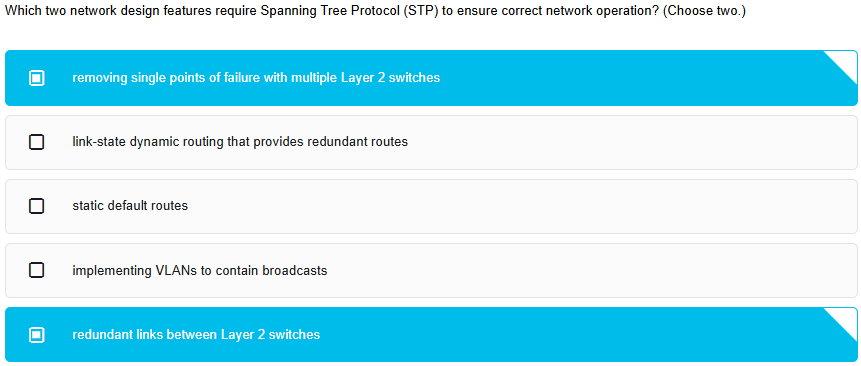 Which two network design features require Spanning Tree Protocol (STP) to ensure correct network operation? (Choose two.)
removing single points of failure with multiple Layer 2 switches
link-state dynamic routing that provides redundant routes
static default routes
implementing VLANs to contain broadcasts
redundant links between Layer 2 switches